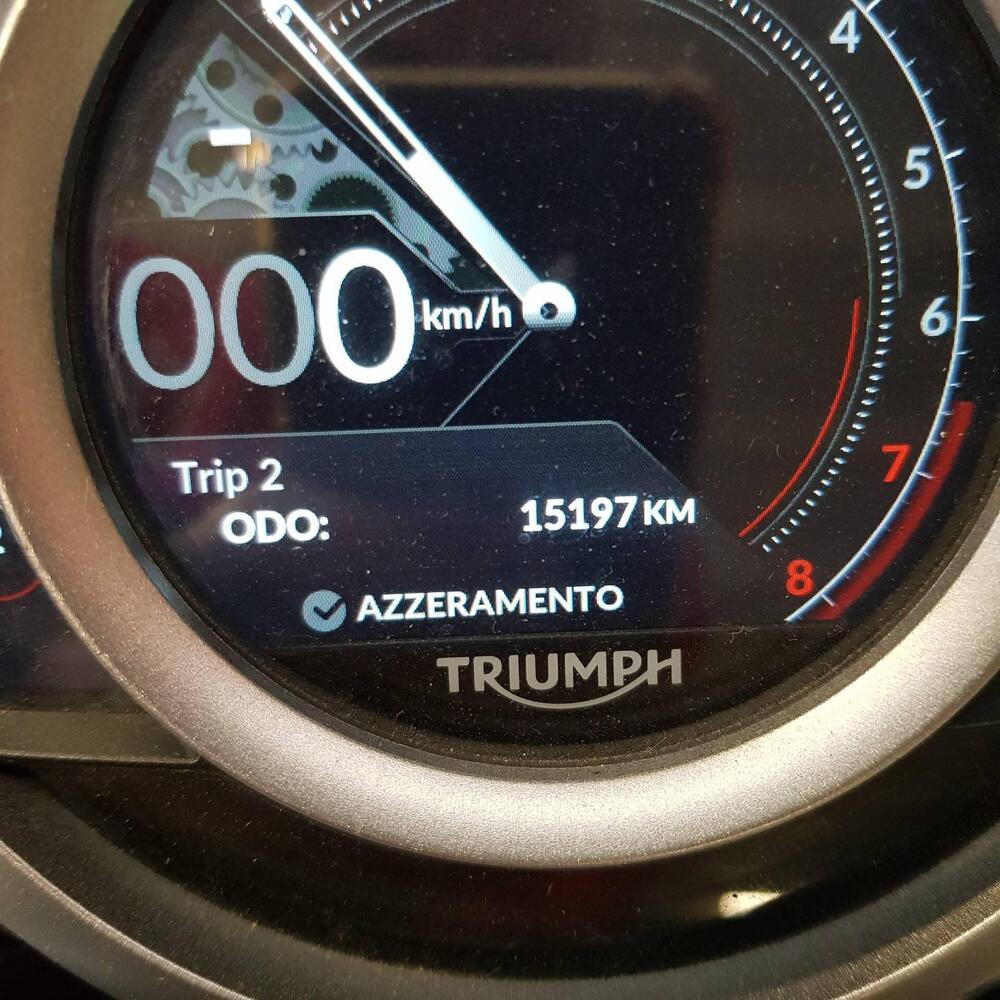 4
5
6
000 km/h
7
Trip 2
ODO: 15197 KM
8
AZZERAMENTO
TRIUMPH